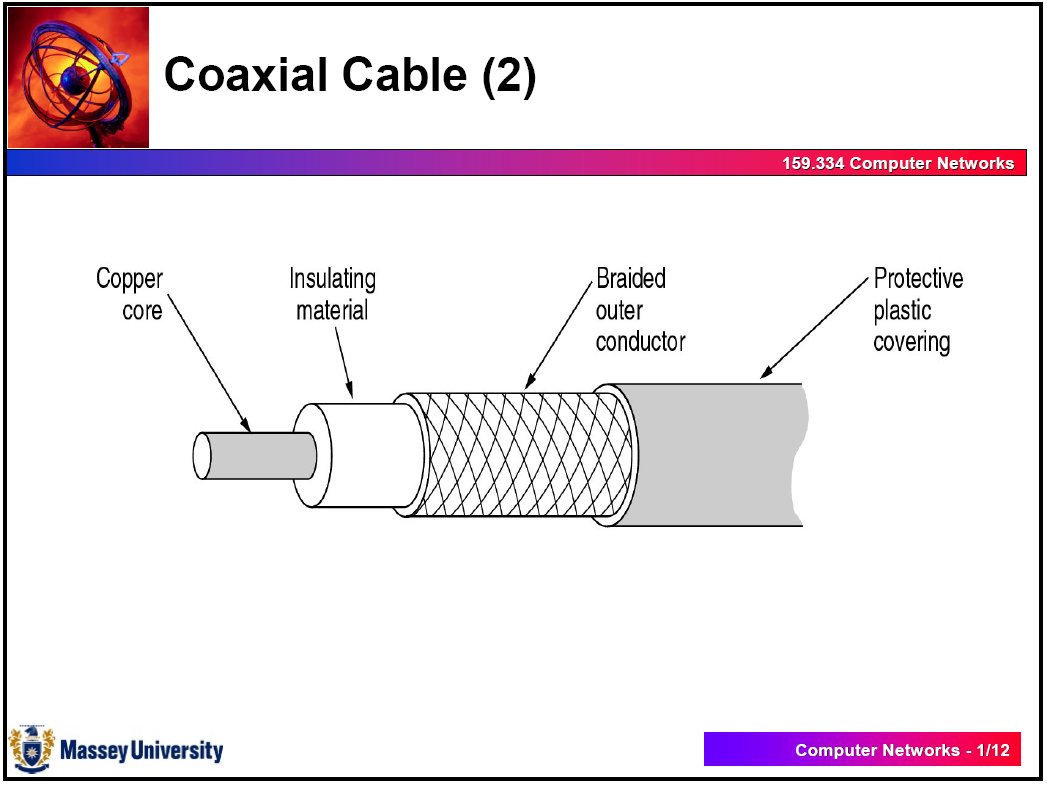 Coaxial Cable (2)
159.334 Computer Networks
Copper
core
Insulating
material
Braided
outer
conductor
Protective
plastic
covering
Massey University
Computer Networks - 1/12